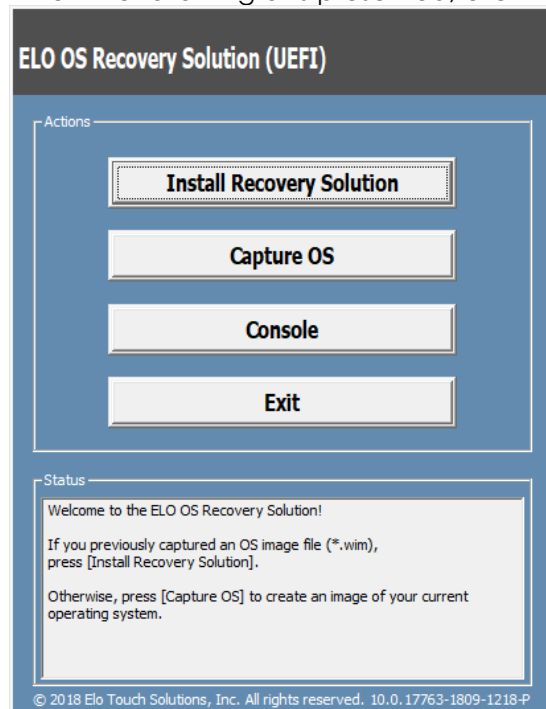 ELO OS Recovery Solution (UEFI)
Actions
Install Recovery Solution
Capture OS
Console
Exit
Status
Welcome to the ELO OS Recovery Solution!
If you previously captured an OS image file (*.wim),
press [Install Recovery Solution].
Otherwise, press [Capture OS] to create an image of your current
operating system.
© 2018 Elo Touch Solutions, Inc. All rights reserved. 10.0.17763-1809-1218-P